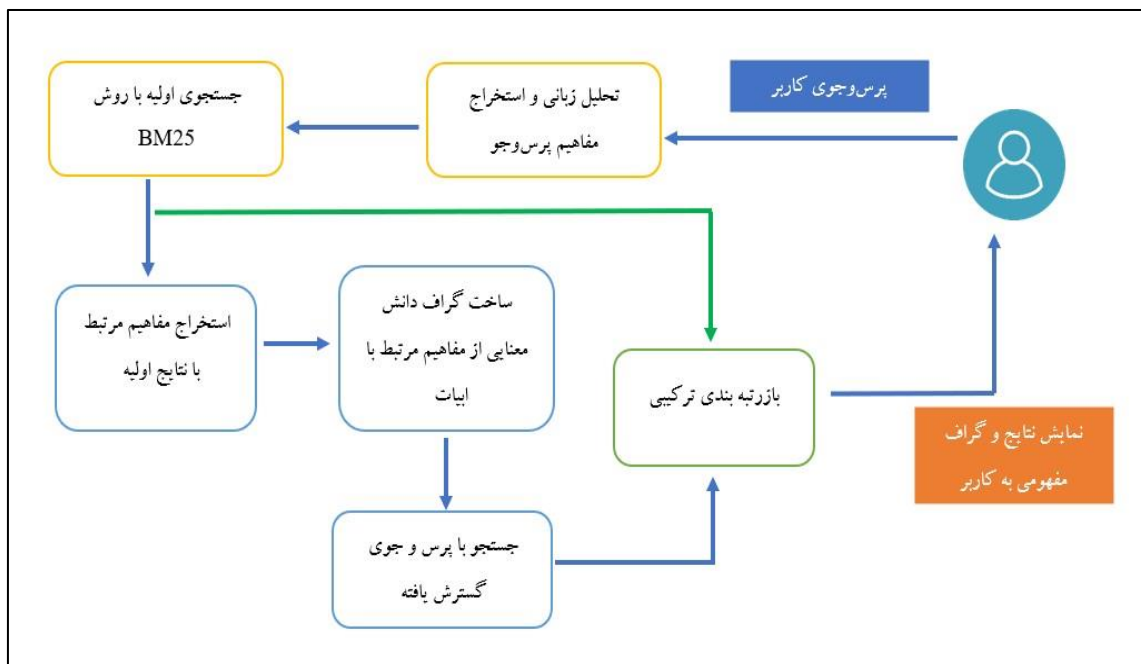 پرس‌وجوی کاربر
تحلیل زبانی و استخراج
مفاهیم پرس‌وجو
جستجوی اولیه با روش
BM25
استخراج مفاهیم مرتبط
با نتایج اولیه
ساخت گراف دانش
معنایی از مفاهیم مرتبط با
ابیات
جستجو با پرس و جوی
گسترش یافته
بازرتبه بندی ترکیبی
نمایش نتایج و گراف
مفهومی به کاربر